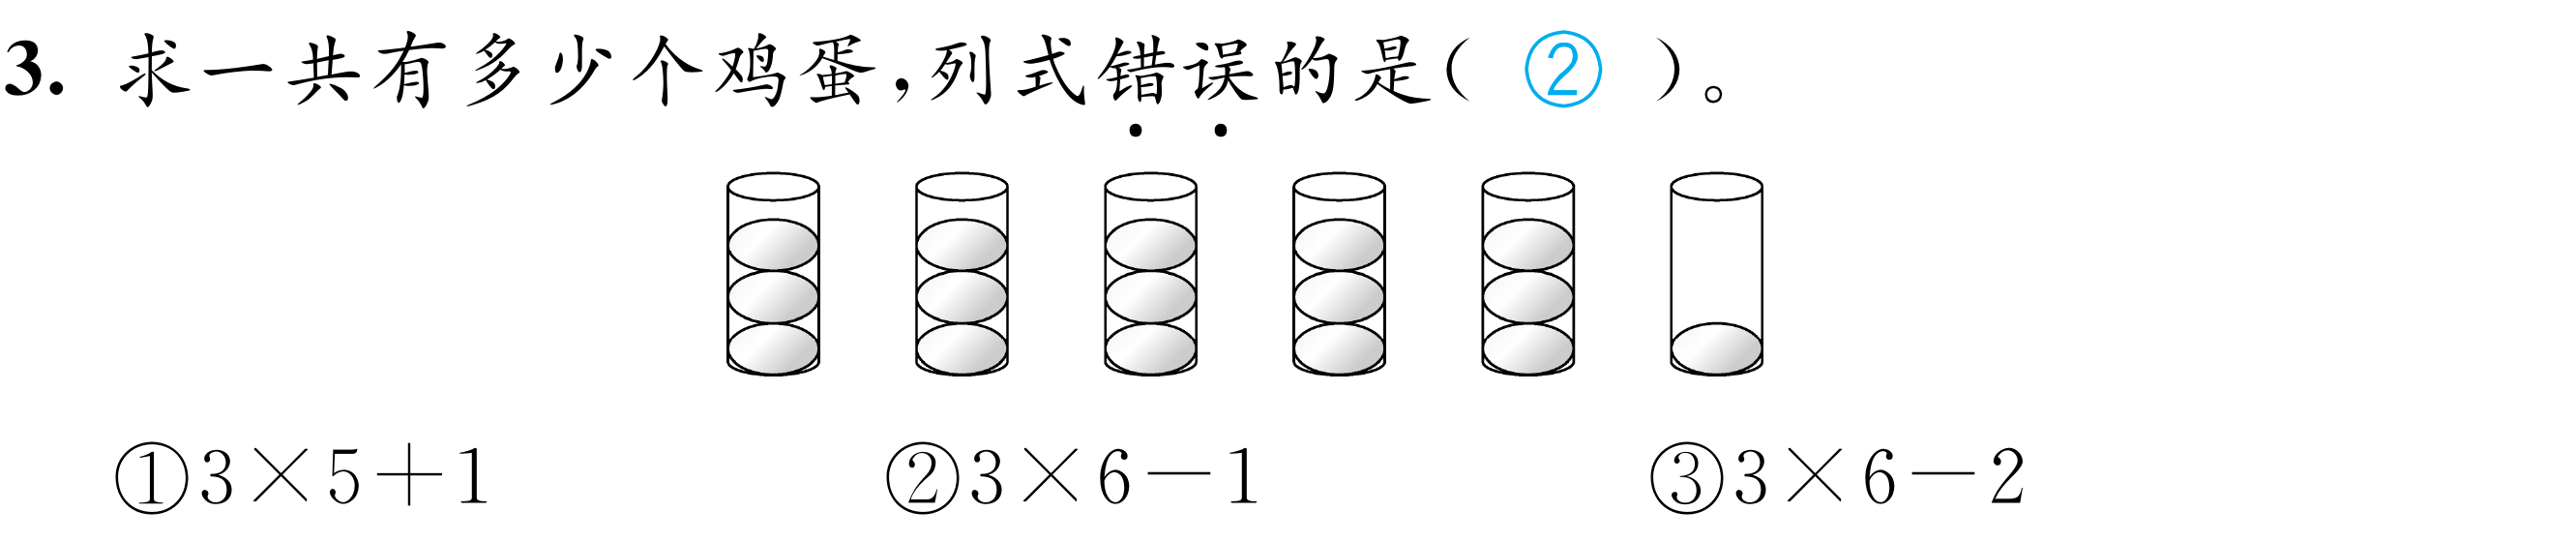 3. 求一共有多少个鸡蛋,列式错误的是( ② )。
①3×5+1 ②3×6-1 ③3×6-2